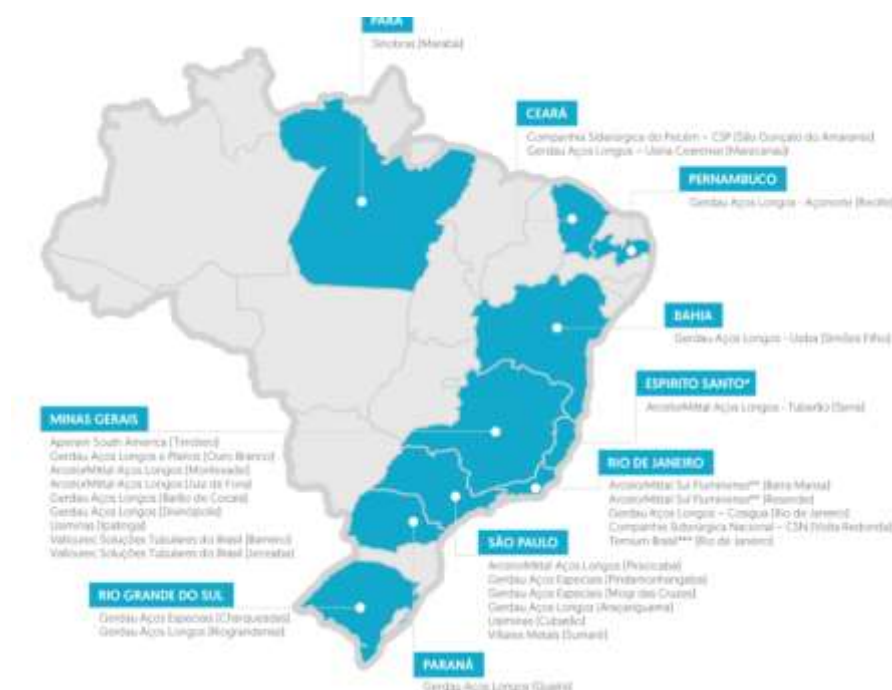 PARÁ
Sinobras (Marabá)
CEARÁ
Companhia Siderúrgica do Pecém – CSP (São Gonçalo do Amarante)
Gerdau Aços Longos – Usina Cearense (Maracanaú)
PERNAMBUCO
Gerdau Aços Longos - Açonorte (Recife)
BAHIA
Gerdau Aços Longos - Usiba (Simões Filho)
ESPIRITO SANTO*
ArcelorMittal Aços Longos - Tubarão (Serra)
MINAS GERAIS
Aperam South America (Timóteo)
Gerdau Aços Longos e Planos (Ouro Branco)
ArcelorMittal Aços Longos (Monlevade)
ArcelorMittal Aços Longos (Juiz de Fora)
Gerdau Aços Longos (Barão de Cocais)
Gerdau Aços Longos (Divinópolis)
Usiminas (Ipatinga)
Vallourec Soluções Tubulares do Brasil (Barreiro)
Vallourec Soluções Tubulares do Brasil (Jeceaba)
RIO DE JANEIRO
ArcelorMittal Sul Fluminense** (Barra Mansa)
ArcelorMittal Sul Fluminense** (Resende)
Gerdau Aços Longos – Cosigua (Rio de Janeiro)
Companhia Siderúrgica Nacional – CSN (Volta Redonda)
Ternium Brasil*** (Rio de Janeiro)
SÃO PAULO
ArcelorMittal Aços Longos (Piracicaba)
Gerdau Aços Especiais (Pindamonhangaba)
Gerdau Aços Especiais (Mogi das Cruzes)
Gerdau Aços Longos (Araçariguama)
Usiminas (Cubatão)
Villares Metals (Sumaré)
RIO GRANDE DO SUL
Gerdau Aços Especiais (Charqueadas)
Gerdau Aços Longos (Riograndense)
PARANÁ
Gerdau Aços Longos (Guaíra)